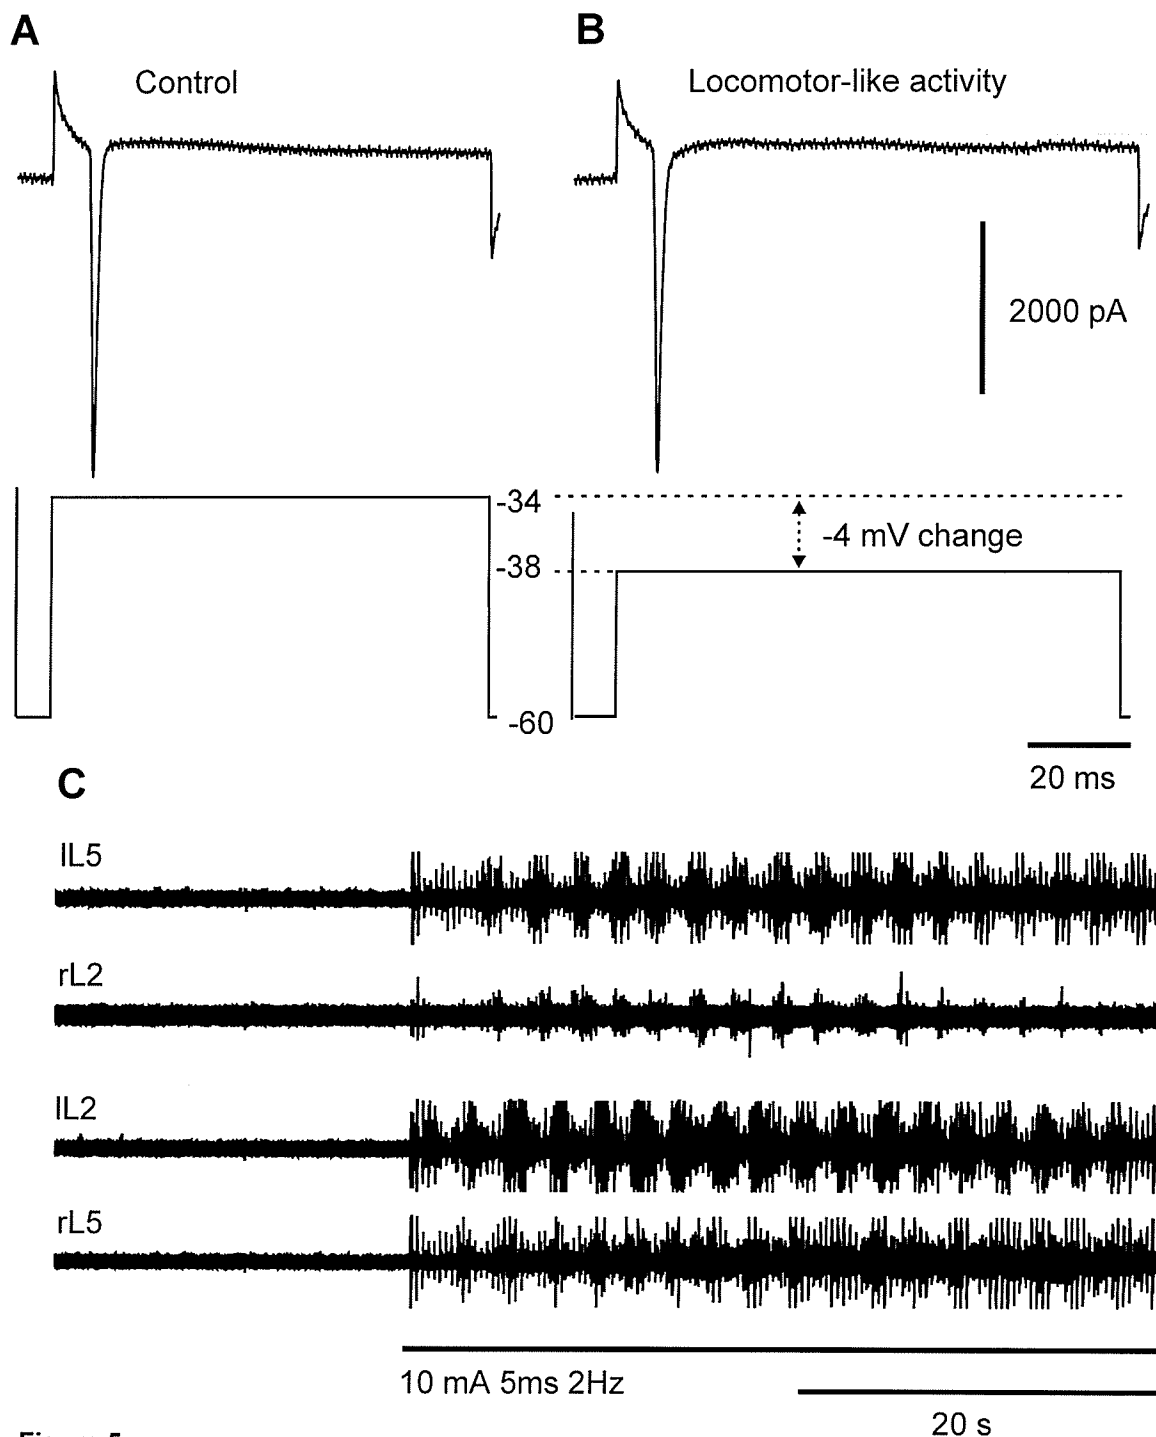 A
B
Control
Locomotor-like activity
2000 pA
-34
-4 mV change
-38
-60
20 ms
C
lL5
rL2
lL2
rL5
10 mA 5ms 2Hz
20 s